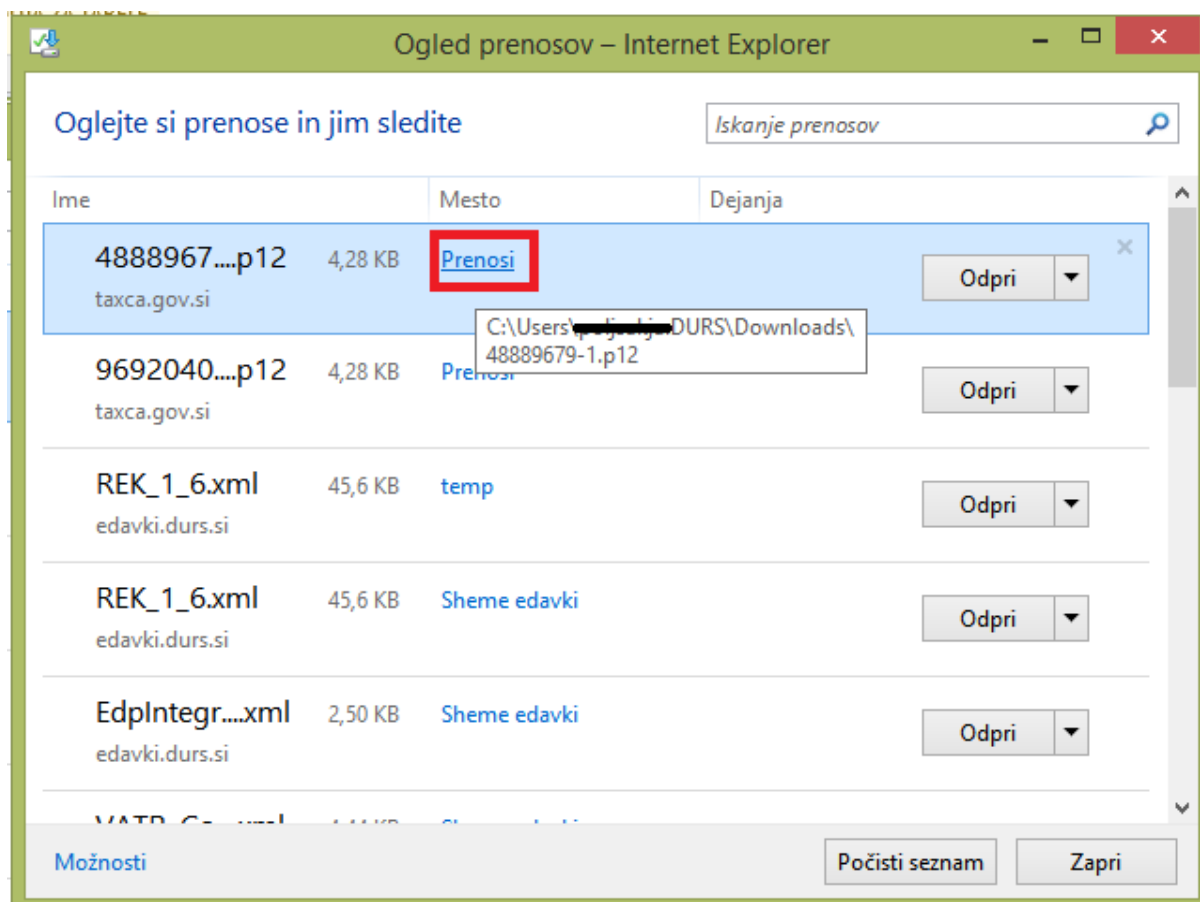 Ogled prenosov – Internet Explorer
Oglejte si prenose in jim sledite
Iskanje prenosov
Ime Mesto Dejanja
4888967....p12 4,28 KB Prenosi Odpri
taxca.gov.si
C:\Users\ DURS\Downloads\
48889679-1.p12
9692040....p12 4,28 KB Prenosi Odpri
taxca.gov.si
REK_1_6.xml 45,6 KB temp Odpri
edavki.durs.si
REK_1_6.xml 45,6 KB Sheme edavki Odpri
edavki.durs.si
EdpIntegr....xml 2,50 KB Sheme edavki Odpri
edavki.durs.si
Možnosti Počisti seznam Zapri